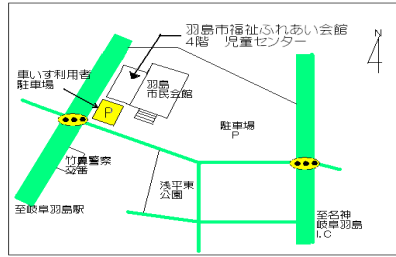 羽島市福祉ふれあい会館
4階 児童センター
N
車いす利用者
駐車場
羽島
市民会館
P
駐車場
P
竹鼻警察
交番
浅平東
公園
至岐阜羽島駅
至名神
岐阜羽島
I.C